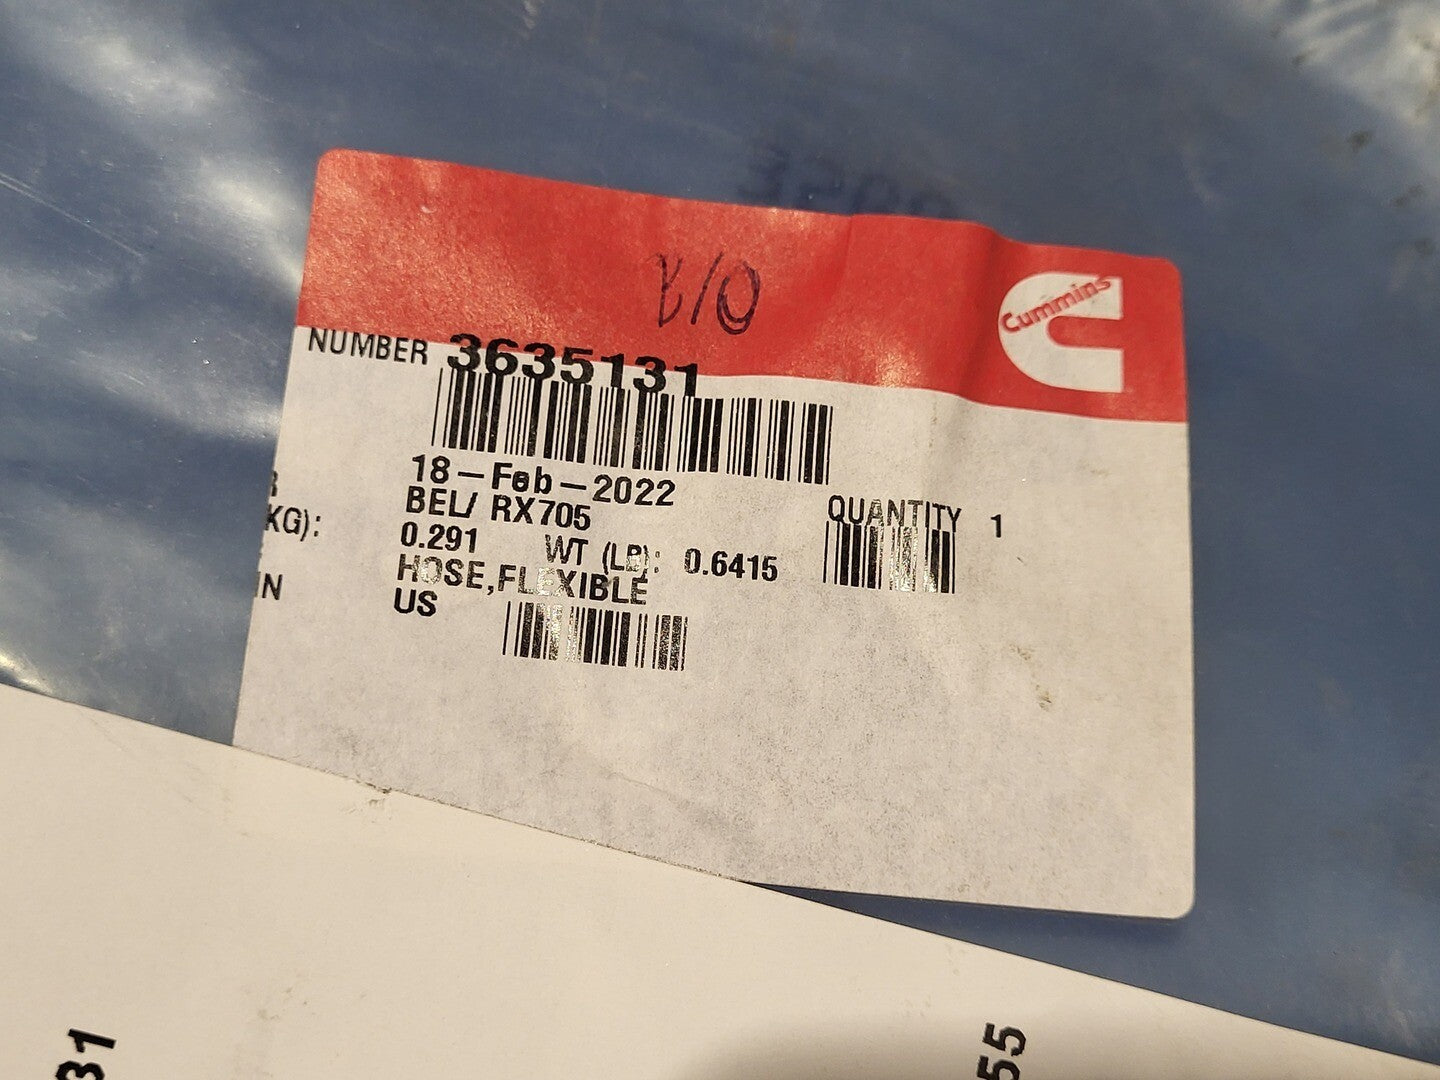 Cummins
NUMBER 3635131
18-Feb-2022
BEL/ RX705
KG): 0.291 WT (LB): 0.6415
HOSE,FLEXIBLE
IN US
QUANTITY 1
31
55